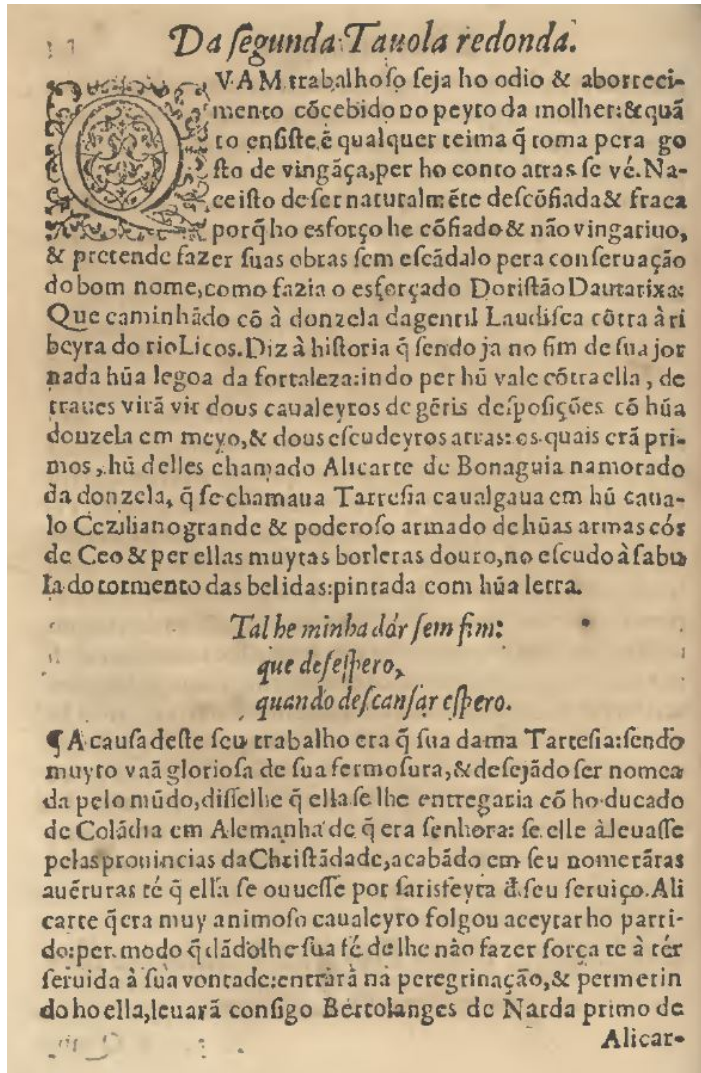 Da ſegunda Tauola redonda.
QVAM trabalhoſo ſeja ho odio & aborreci-
mento cõcebido no peyto da molher: & quã
to enſiſte ẽ qualquer teima q̃ toma pera go
ſto de vingãça, per ho conto atras ſe vé. Na-
ce iſto de ſer naturalmẽte deſcõfiada & fraca
porq̃ ho esforço he cõfiado & não vingatiuo,
& pretende fazer ſuas obras ſem eſcãdalo pera conſeruação
do bom nome, como fazia o esforçado Doriſtão Dautarixa:
Que caminhãdo cõ à donzela da gentil Laudiſea cõtra à ri
beyra do rio Licos. Diz à hiſtoria q̃ ſendo ja no fim de ſua jor
nada hũa legoa da fortaleza: indo per hũ vale cõtra ella, de
traues virã vir dous caualeyros de gẽtis deſpoſições cõ hũa
donzela em meyo, & dous eſcudeyros atras: os quais erã pri-
mos, hũ delles chamado Alicarte de Bonaguia namorado
da donzela, q̃ ſe chamaua Tarteſia caualgaua em hũ caua-
lo Ceziliano grande & poderoſo armado de hũas armas cór
de Ceo & per ellas muytas borletas douro, no eſcudo à fabu
la do tormento das belidas: pintada com hũa letra.
Tal he minha dór ſem fim:
que deſeſpero,
quando deſcanſar eſpero.
¶ A cauſa deſte ſeu trabalho era q̃ ſua dama Tarteſia: ſendo
muyto vaã glorioſa de ſua fermoſura, & deſejãdo ſer nomea
da pelo mũdo, diſſelhe q̃ ella ſe lhe entregaria cõ ho ducado
de Colãdia em Alemanha de q̃ era ſenhora: ſe elle à leuaſſe
pelas prouincias da Chriſtãdade, acabãdo em ſeu nome tãtas
auẽturas té q̃ ella ſe ouueſſe por ſatisfeyta đ ſeu ſeruiço. Ali
carte q̃ era muy animoſo caualeyro folgou aceytar ho parti-
do: per modo q̃ dãdolhe ſua fé de lhe não fazer força te à tér
ſeruida à ſua vontade: entrarã na peregrinação, & permetin
do ho ella, leuarã conſigo Bertolanges de Narda primo de
Alicar-